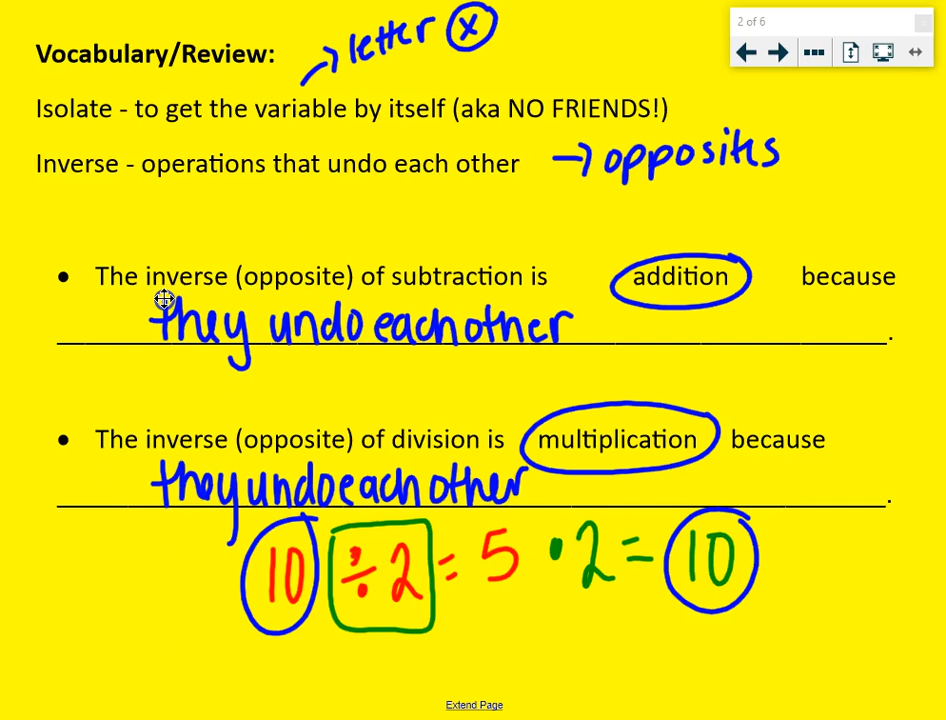 2 of 6
Vocabulary/Review: → letter x
Isolate - to get the variable by itself (aka NO FRIENDS!)
Inverse - operations that undo each other → opposites
• The inverse (opposite) of subtraction is addition because
they undo each other.
• The inverse (opposite) of division is multiplication because
they undo each other.
10 ÷ 2 = 5 · 2 = 10
Extend Page